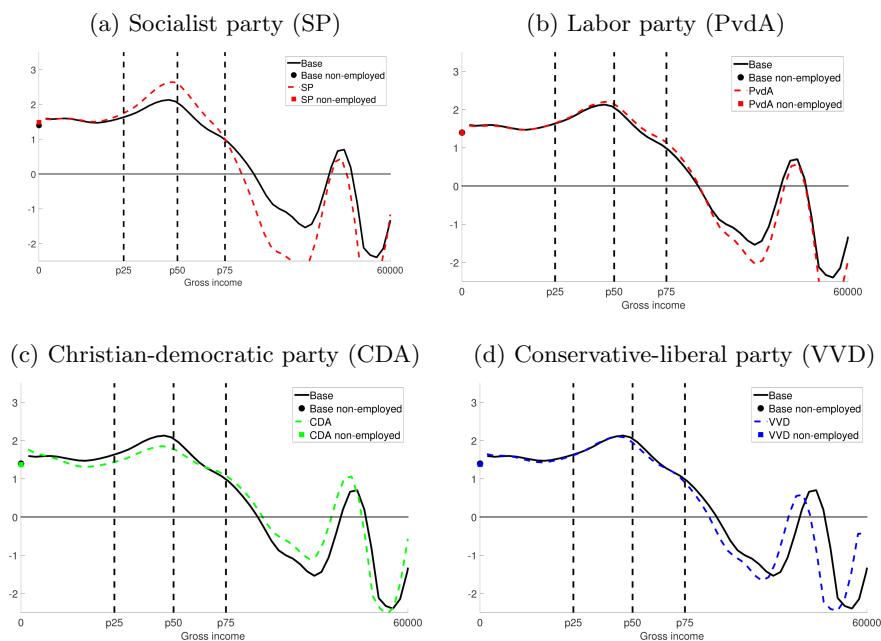 (a) Socialist party (SP)
3
2
1
0
-1
-2
Base
Base non-employed
SP
SP non-employed
0
p25
p50
p75
60000
Gross income
(b) Labor party (PvdA)
3
2
1
0
-1
-2
Base
Base non-employed
PvdA
PvdA non-employed
0
p25
p50
p75
60000
Gross income
(c) Christian-democratic party (CDA)
3
2
1
0
-1
-2
Base
Base non-employed
CDA
CDA non-employed
0
p25
p50
p75
60000
Gross income
(d) Conservative-liberal party (VVD)
3
2
1
0
-1
-2
Base
Base non-employed
VVD
VVD non-employed
0
p25
p50
p75
60000
Gross income